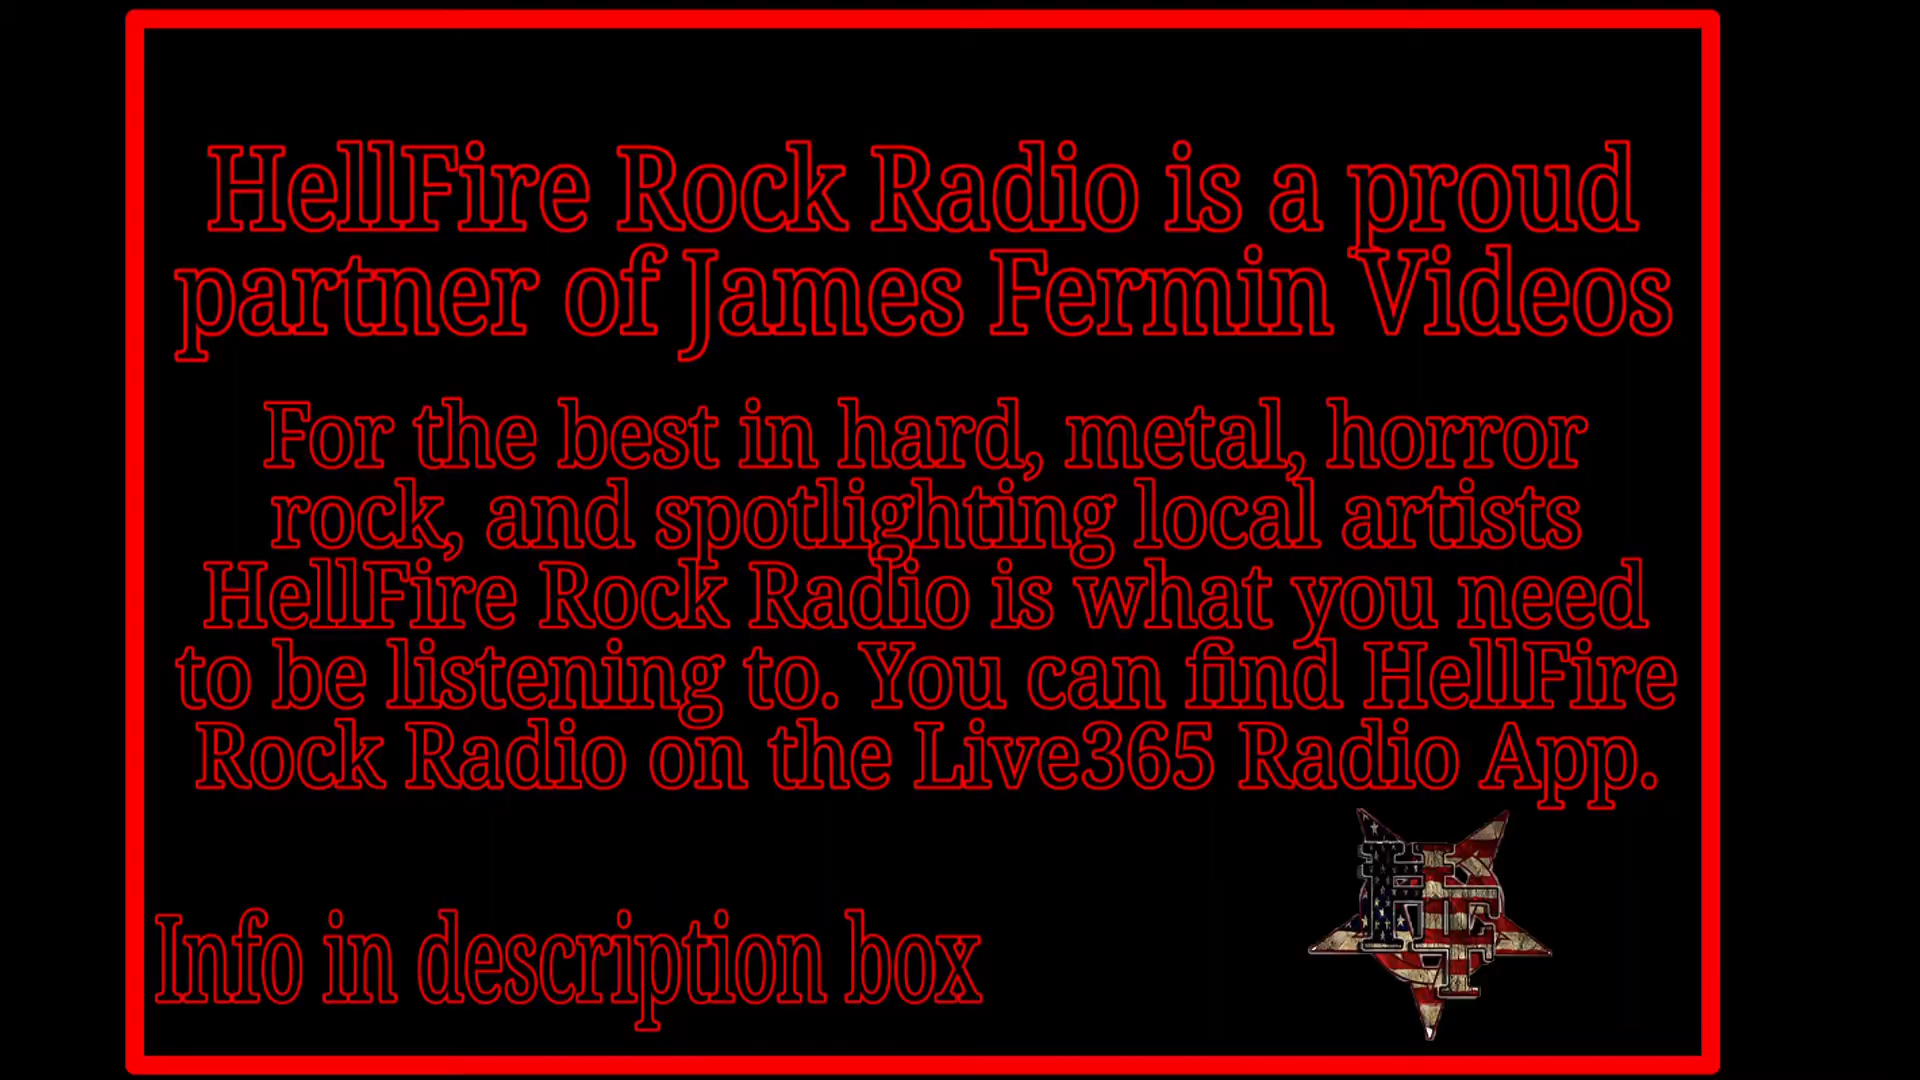 HellFire Rock Radio is a proud
partner of James Fermin Videos
For the best in hard, metal, horror
rock, and spotlighting local artists
HellFire Rock Radio is what you need
to be listening to. You can find HellFire
Rock Radio on the Live365 Radio App.
Info in description box